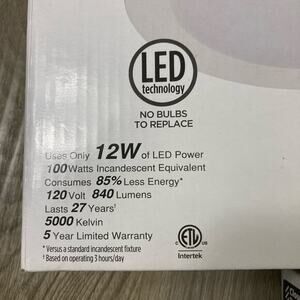 LED
technology
NO BULBS
TO REPLACE
Uses Only 12W of LED Power
100 Watts Incandescent Equivalent
Consumes 85% Less Energy*
120 Volt 840 Lumens
Lasts 27 Years†
5000 Kelvin
5 Year Limited Warranty
* Versus a standard incandescent fixture
† Based on operating 3 hours/day
C ETL US
Intertek